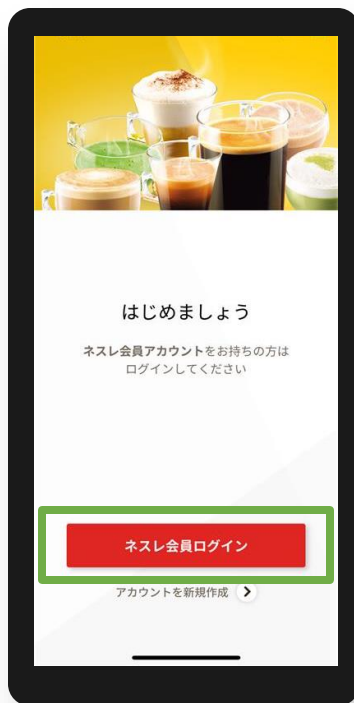 はじめましょう
ネスレ会員アカウントをお持ちの方は
ログインしてください
ネスレ会員ログイン
アカウントを新規作成